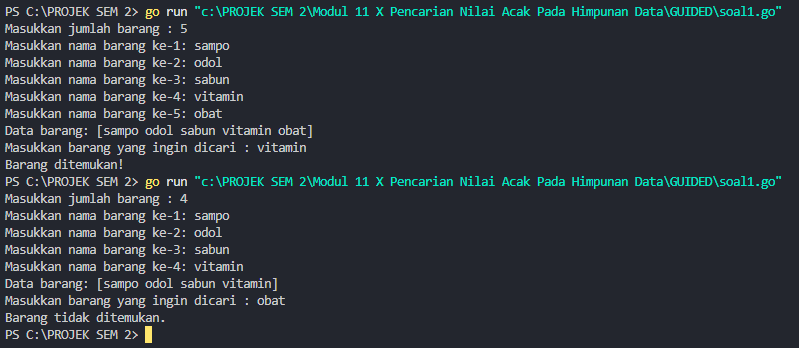 PS C:\PROJEK SEM 2> go run "c:\PROJEK SEM 2\Modul 11 X Pencarian Nilai Acak Pada Himpunan Data\GUIDED\soal1.go"
Masukkan jumlah barang : 5
Masukkan nama barang ke-1: sampo
Masukkan nama barang ke-2: odol
Masukkan nama barang ke-3: sabun
Masukkan nama barang ke-4: vitamin
Masukkan nama barang ke-5: obat
Data barang: [sampo odol sabun vitamin obat]
Masukkan barang yang ingin dicari : vitamin
Barang ditemukan!
PS C:\PROJEK SEM 2> go run "c:\PROJEK SEM 2\Modul 11 X Pencarian Nilai Acak Pada Himpunan Data\GUIDED\soal1.go"
Masukkan jumlah barang : 4
Masukkan nama barang ke-1: sampo
Masukkan nama barang ke-2: odol
Masukkan nama barang ke-3: sabun
Masukkan nama barang ke-4: vitamin
Data barang: [sampo odol sabun vitamin]
Masukkan barang yang ingin dicari : obat
Barang tidak ditemukan.
PS C:\PROJEK SEM 2>